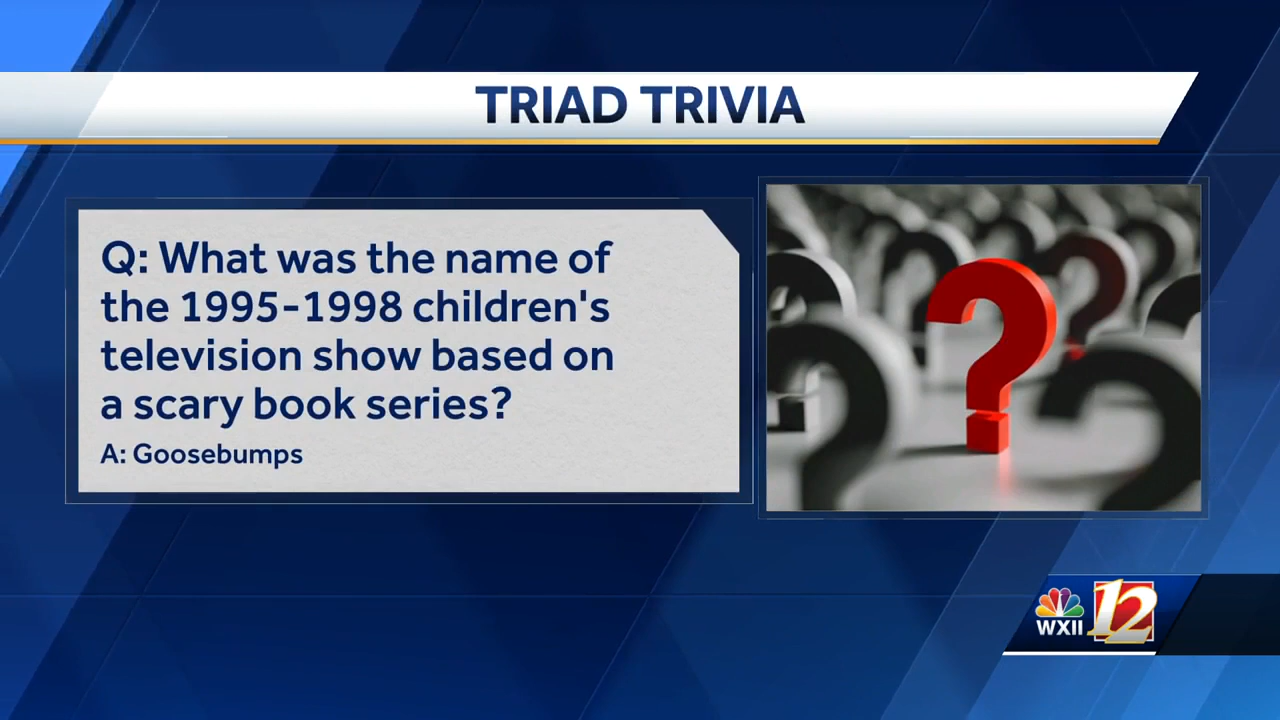 TRIAD TRIVIA
Q: What was the name of
the 1995-1998 children's
television show based on
a scary book series?
A: Goosebumps
WXII 12